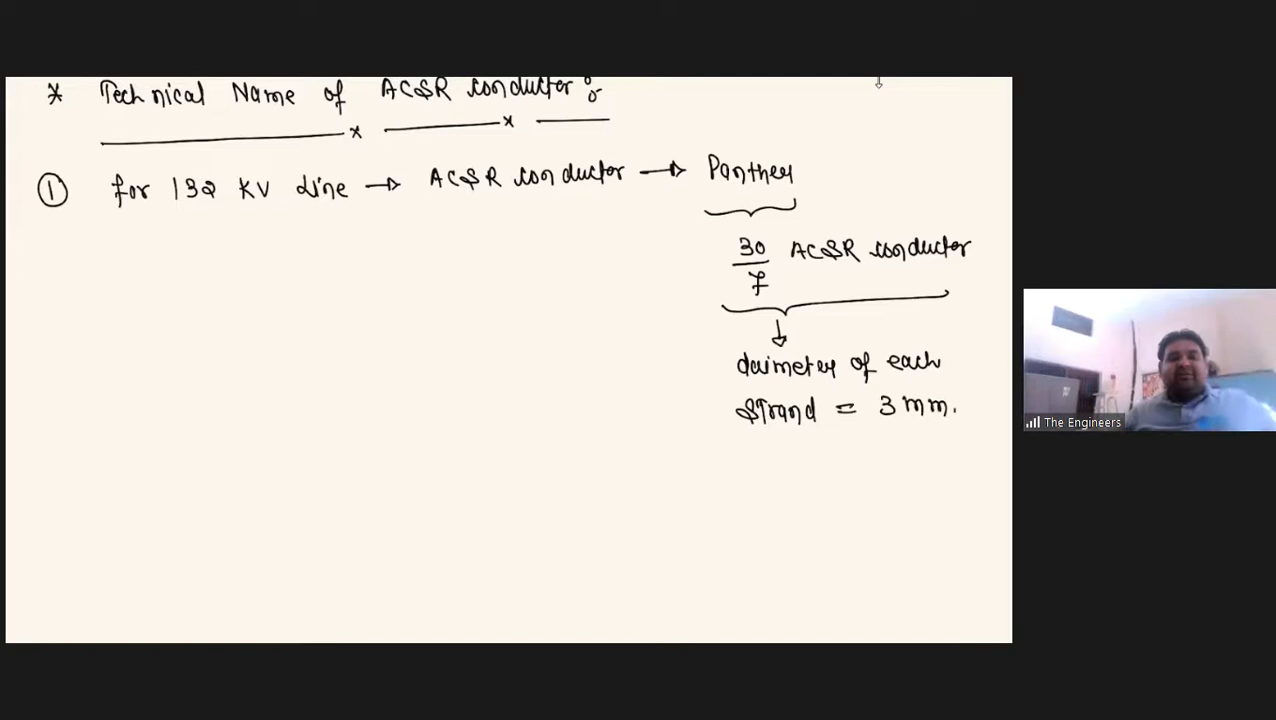 * Technical Name of ACSR conductor :
① for 132 KV Line → ACSR conductor → Panther
30/7 ACSR conductor
daimeter of each
strand = 3 mm.
The Engineers